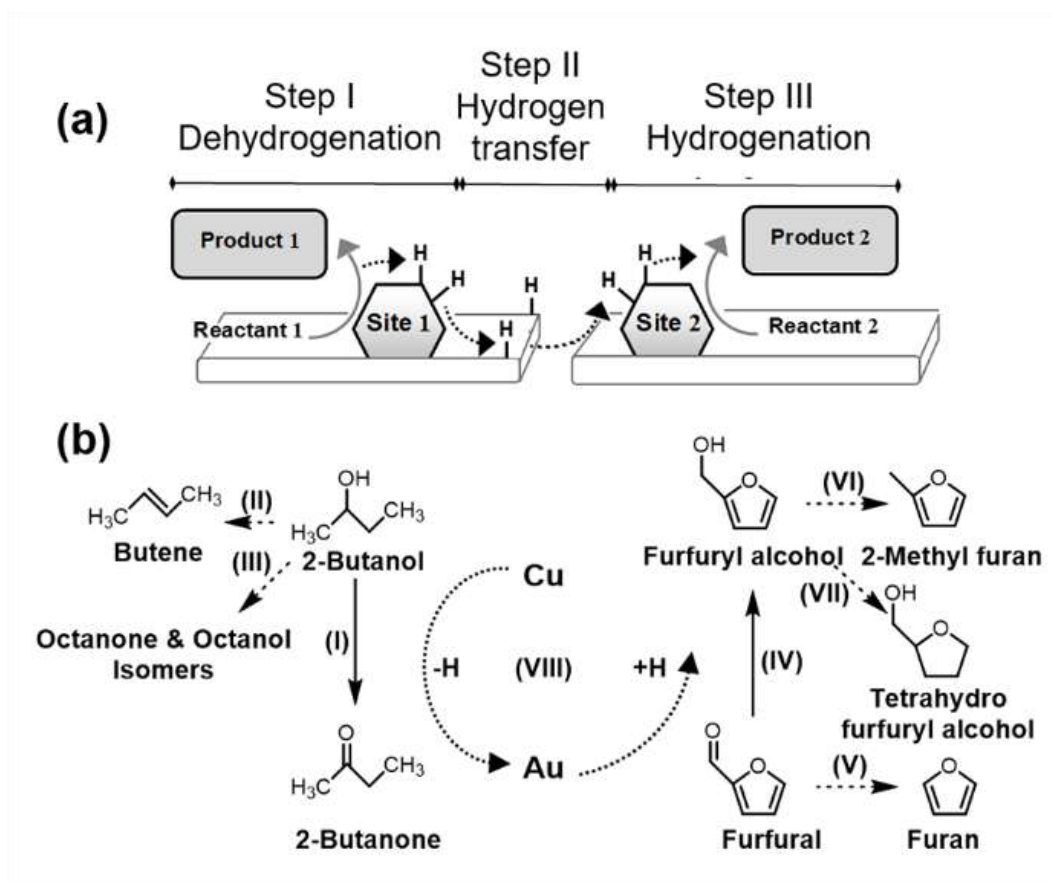 (a)
Step I
Dehydrogenation
Step II
Hydrogen
transfer
Step III
Hydrogenation
Product 1
Reactant 1
H
H
Site 1
H
H
H
H
Site 2
Product 2
Reactant 2
(b)
H₃C
CH₃
Butene
(II)
OH
H₃C
CH₃
2-Butanol
(III)
Octanone & Octanol
Isomers
(I)
O
H₃C
CH₃
2-Butanone
Cu
-H
(VIII)
+H
Au
OH
O
Furfuryl alcohol
(VI)
O
2-Methyl furan
(VII)
OH
O
Tetrahydro
furfuryl alcohol
(IV)
O
O
Furfural
(V)
O
Furan